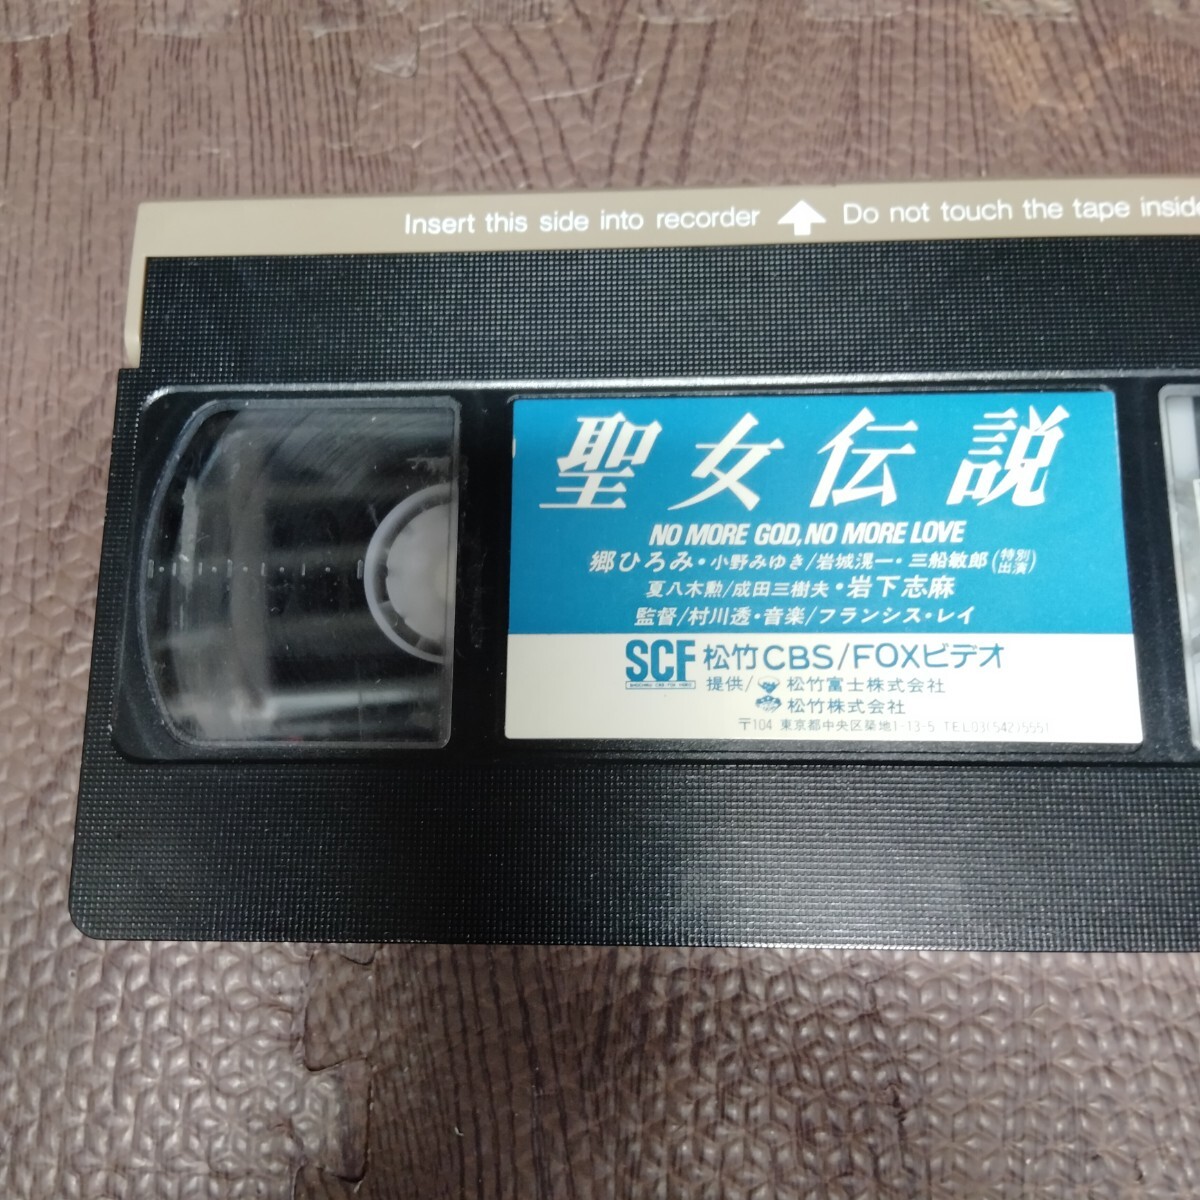 Insert this side into recorder ↑ Do not touch the tape inside
聖女伝説
NO MORE GOD, NO MORE LOVE
郷ひろみ・小野みゆき/岩城滉一・三船敏郎(特別出演)
夏八木勲/成田三樹夫・岩下志麻
監督/村川透・音楽/フランシス・レイ
SCF 松竹CBS/FOXビデオ
SHOCHIKU CBS FOX VIDEO
提供/松竹富士株式会社
松竹株式会社
〒104 東京都中央区築地1-13-5 TEL03(542)5551